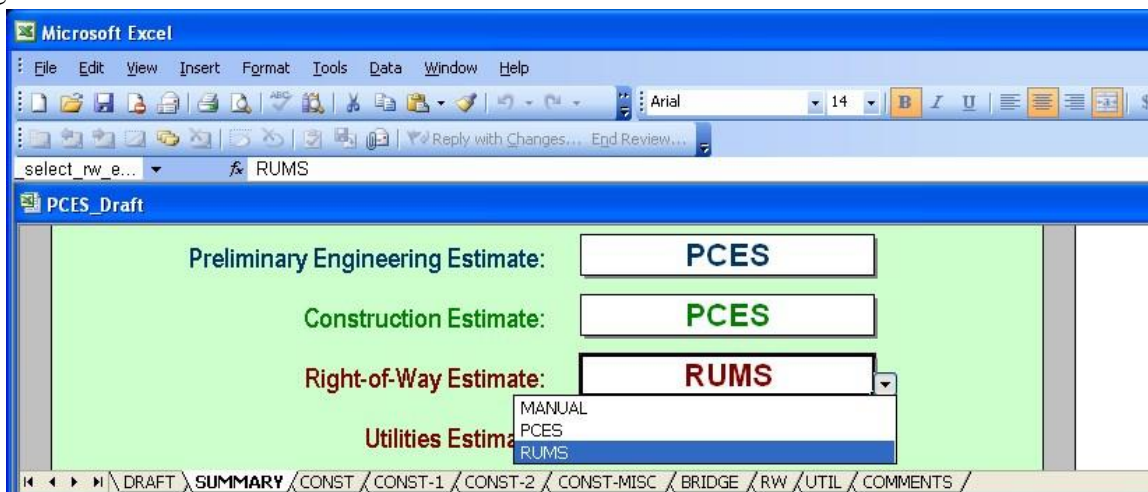 Microsoft Excel
File Edit View Insert Format Tools Data Window Help
ABC Arial 14 B I U $
Reply with Changes... End Review...
_select_rw_e... fx RUMS
PCES_Draft
Preliminary Engineering Estimate: PCES
Construction Estimate: PCES
Right-of-Way Estimate: RUMS
MANUAL
Utilities Estima PCES
RUMS
DRAFT SUMMARY CONST CONST-1 CONST-2 CONST-MISC BRIDGE RW UTIL COMMENTS